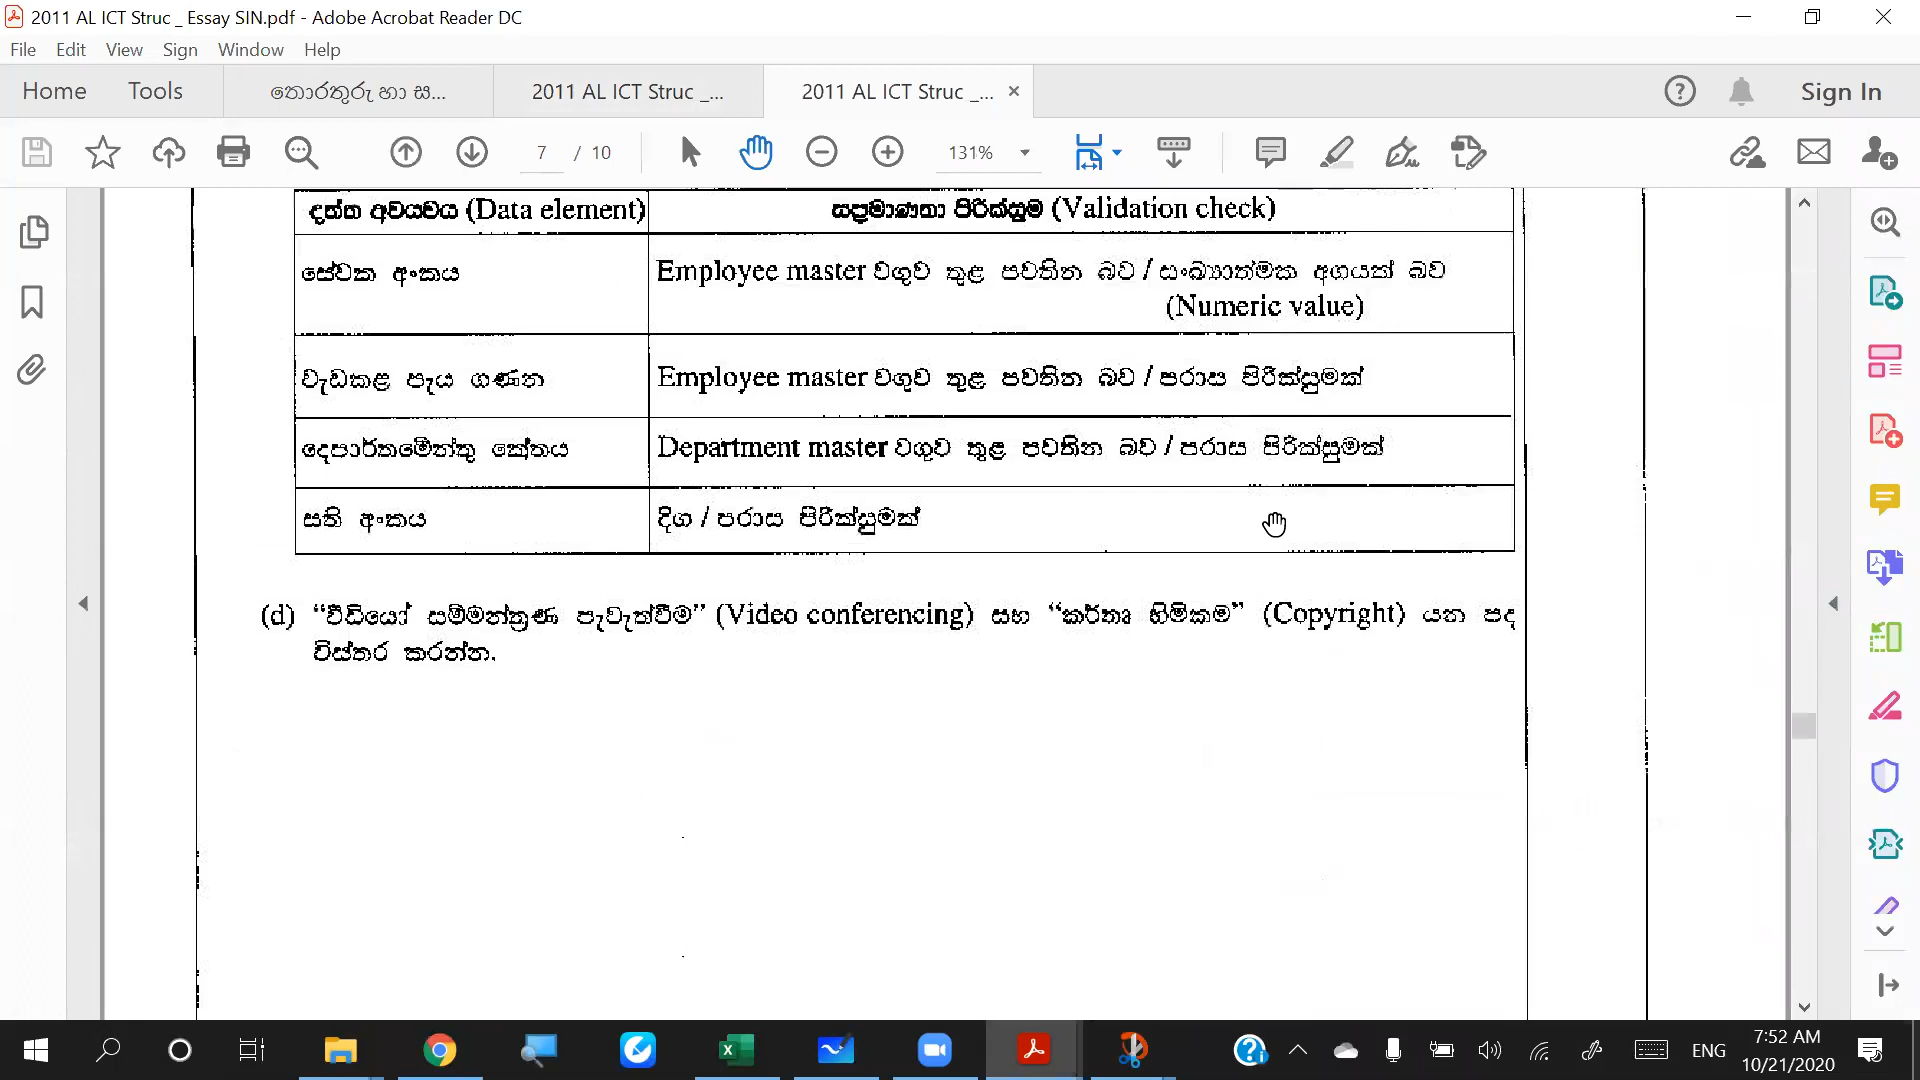 2011 AL ICT Struc _ Essay SIN.pdf - Adobe Acrobat Reader DC
File Edit View Sign Window Help
Home Tools තොරතුරු හා ස... 2011 AL ICT Struc _... 2011 AL ICT Struc _... Sign In
7 / 10 131%
දත්ත අවයවය (Data element) සප්‍රමාණතා පිරික්සුම (Validation check)
සේවක අංකය Employee master වගුව තුළ පවතින බව / සංඛ්‍යාත්මක අගයක් බව
(Numeric value)
වැඩකළ පැය ගණන Employee master වගුව තුළ පවතින බව / පරාස පිරික්සුමක්
දෙපාර්තමේන්තු කේතය Department master වගුව තුළ පවතින බව / පරාස පිරික්සුමක්
සති අංකය දිග / පරාස පිරික්සුමක්
(d) “වීඩියෝ සම්මන්ත්‍රණ පැවැත්වීම” (Video conferencing) සහ “කර්තෘ හිමිකම” (Copyright) යන පද
විස්තර කරන්න.
ENG
7:52 AM
10/21/2020